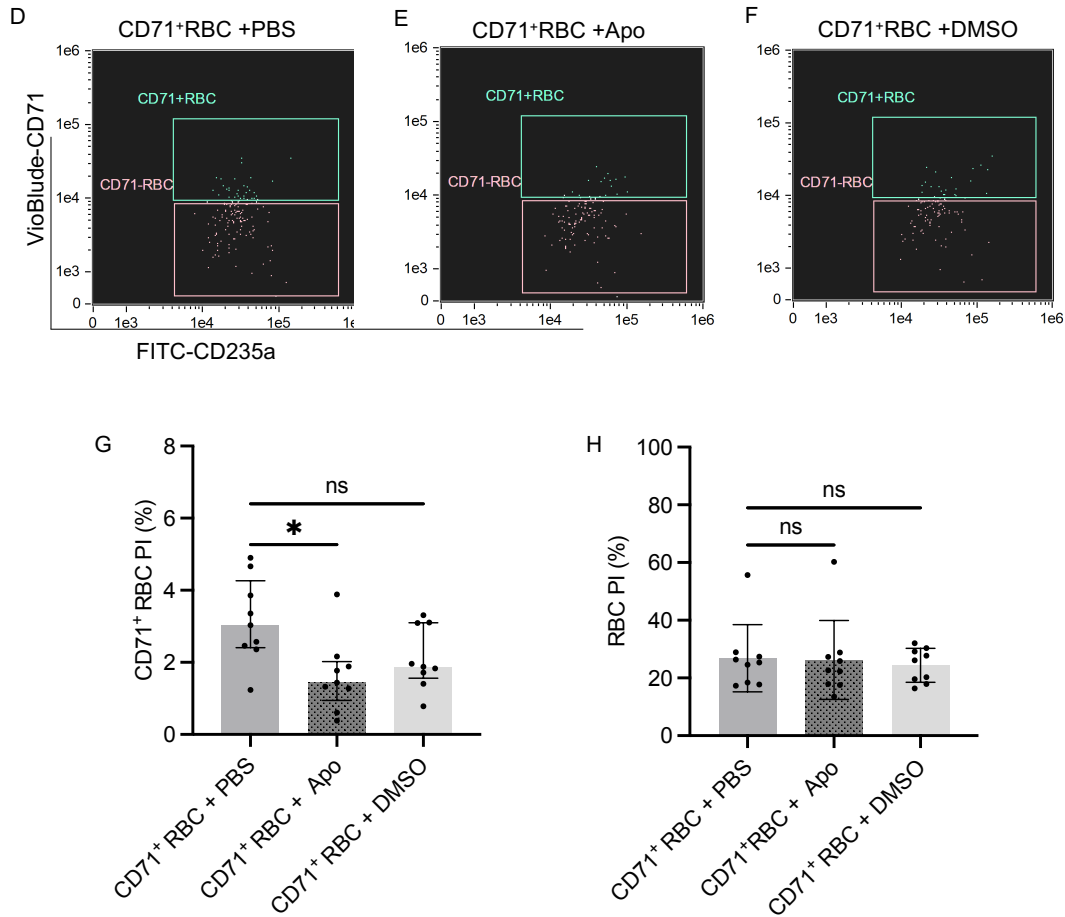 D
CD71⁺RBC +PBS
E
CD71⁺RBC +Apo
F
CD71⁺RBC +DMSO
VioBlude-CD71
1e6
1e5
1e4
1e3
0
CD71+RBC
CD71-RBC
0 1e3 1e4 1e5 1e
1e6
1e5
1e4
1e3
0
CD71+RBC
CD71-RBC
0 1e3 1e4 1e5 1e6
1e6
1e5
1e4
1e3
0
CD71+RBC
CD71-RBC
0 1e3 1e4 1e5 1e6
FITC-CD235a
G
CD71⁺ RBC PI (%)
8
6
4
2
0
ns
*
CD71⁺ RBC + PBS
CD71⁺ RBC + Apo
CD71⁺ RBC + DMSO
H
RBC PI (%)
100
80
60
40
20
0
ns
ns
CD71⁺ RBC + PBS
CD71⁺RBC + Apo
CD71⁺ RBC + DMSO